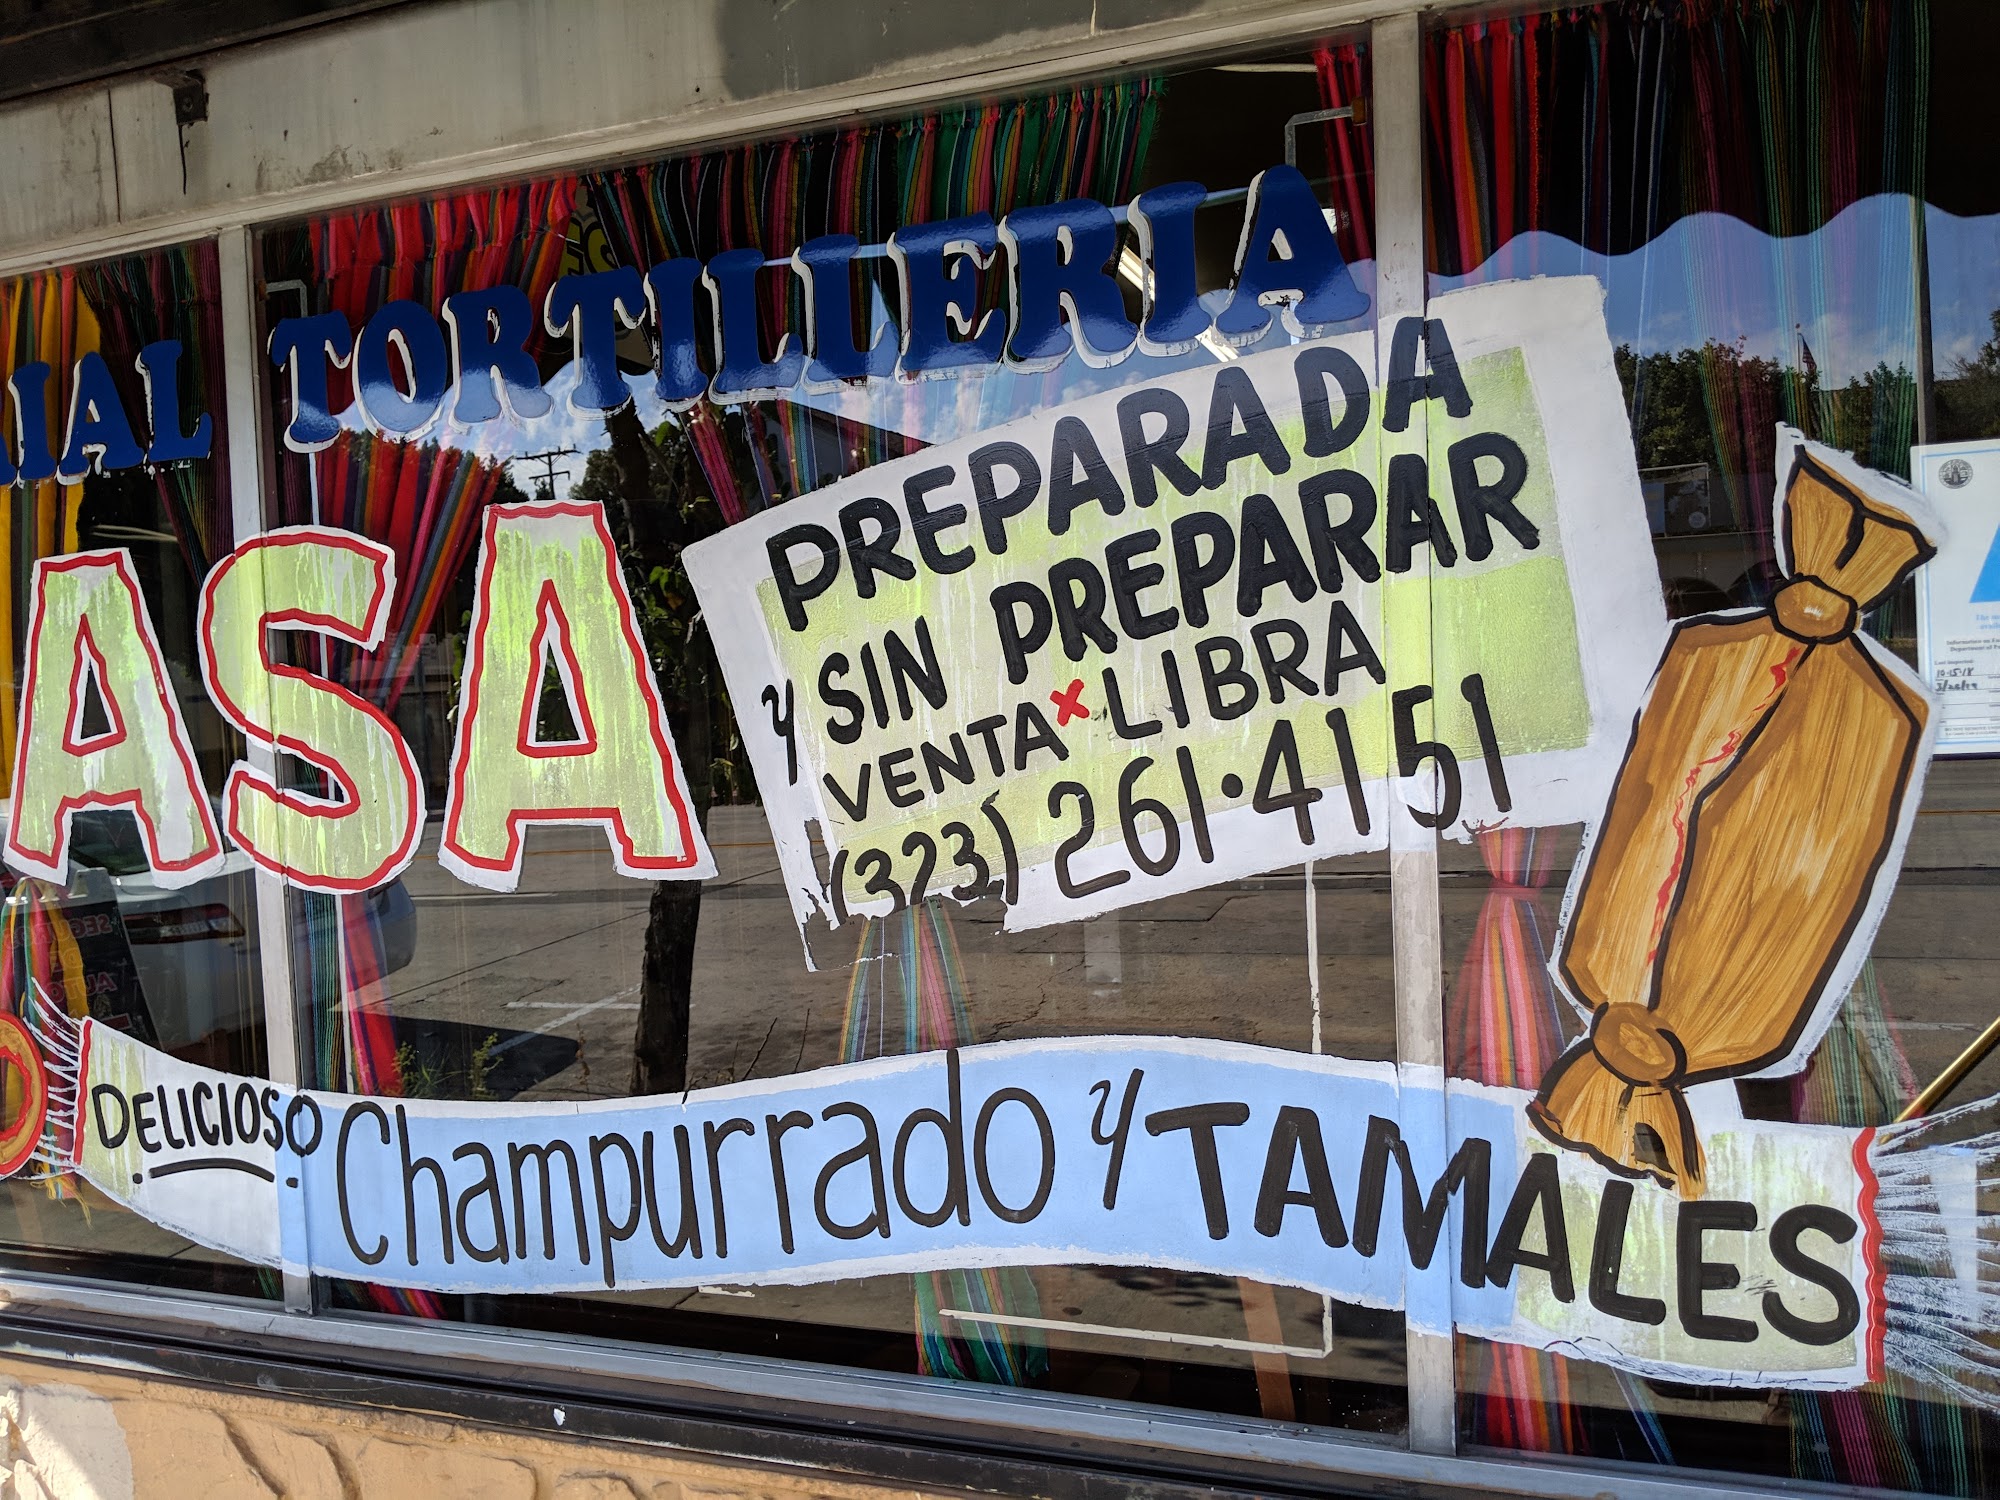 IAL TORTILLERIA
ASA
PREPARADA
y SIN PREPARAR
VENTA x LIBRA
(323) 261·4151
DELICIOSO Champurrado y TAMALES